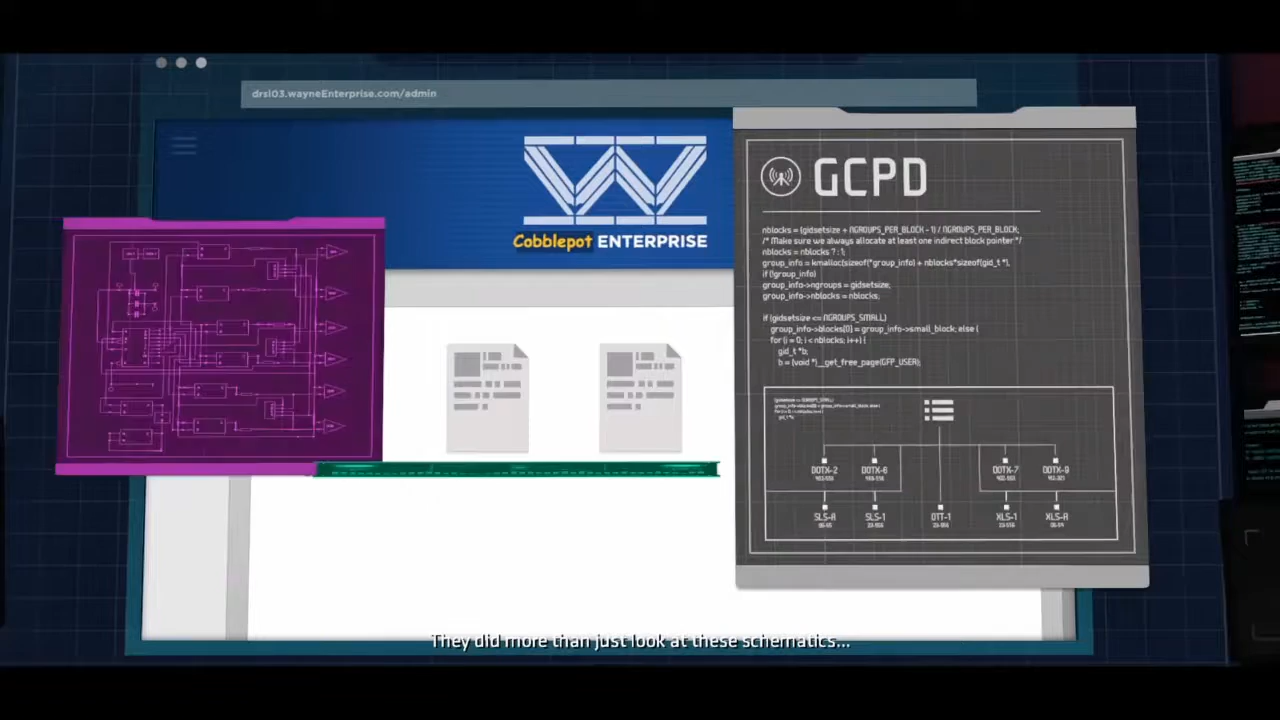 drsl03.wayneEnterprise.com/admin
Cobblepot ENTERPRISE
GCPD
nblocks = (gidsetsize + NGROUPS_PER_BLOCK - 1) / NGROUPS_PER_BLOCK;
/* Make sure we always allocate at least one indirect block pointer */
nblocks = nblocks ? : 1;
group_info = kmalloc(sizeof(*group_info) + nblocks*sizeof(gid_t *),
if (!group_info)
group_info->ngroups = gidsetsize;
group_info->nblocks = nblocks;
if (gidsetsize <= NGROUPS_SMALL)
group_info->blocks[0] = group_info->small_block; else {
for (i = 0; i < nblocks; i++) {
gid_t *b;
b = (void *)__get_free_page(GFP_USER);
DOTX-2 DOTX-6 DOTX-7 DOTX-9
SLS-A SLS-1 OTT-1 XLS-1 XLS-A
They did more than just look at these schematics...